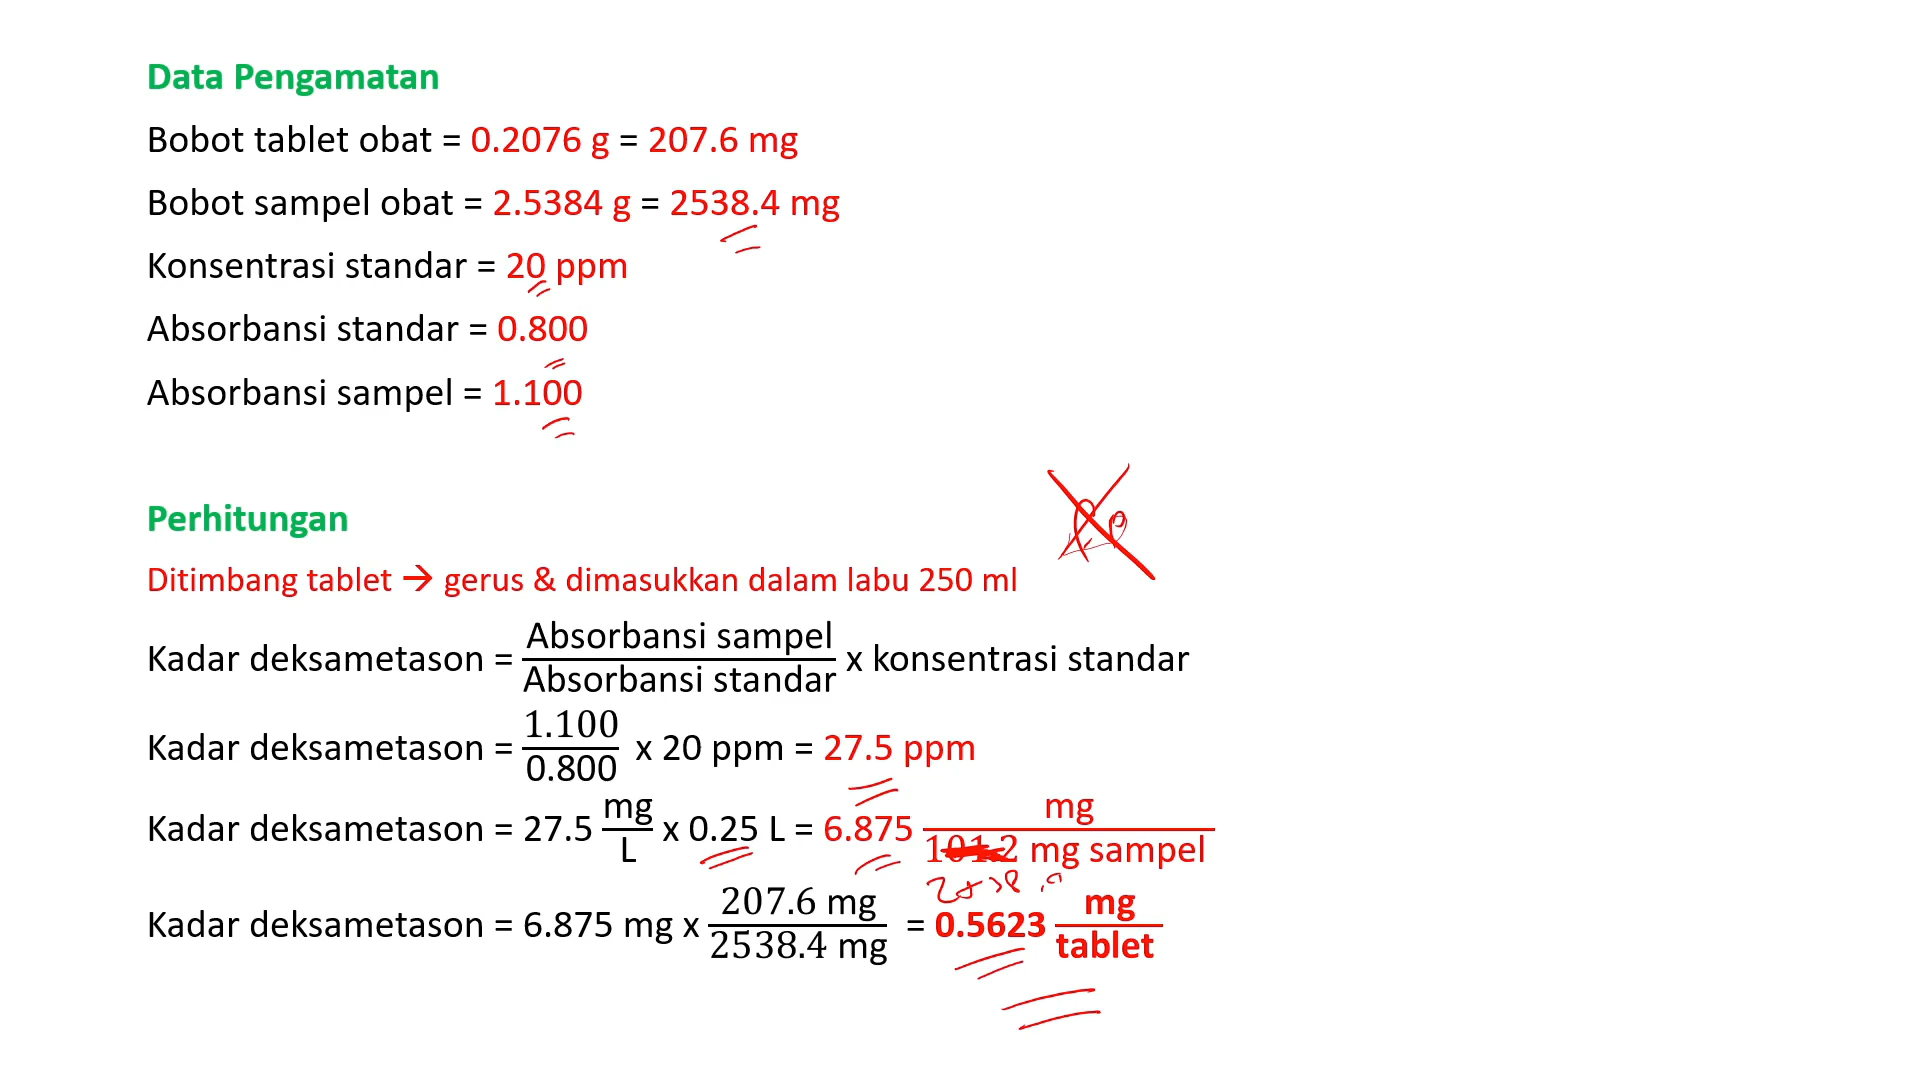 Data Pengamatan
Bobot tablet obat = 0.2076 g = 207.6 mg
Bobot sampel obat = 2.5384 g = 2538.4 mg
Konsentrasi standar = 20 ppm
Absorbansi standar = 0.800
Absorbansi sampel = 1.100
Perhitungan
Ditimbang tablet → gerus & dimasukkan dalam labu 250 ml
Kadar deksametason = Absorbansi sampel / Absorbansi standar x konsentrasi standar
Kadar deksametason = 1.100 / 0.800 x 20 ppm = 27.5 ppm
Kadar deksametason = 27.5 mg / L x 0.25 L = 6.875 mg / 101.2 mg sampel
Kadar deksametason = 6.875 mg x 207.6 mg / 2538.4 mg = 0.5623 mg / tablet